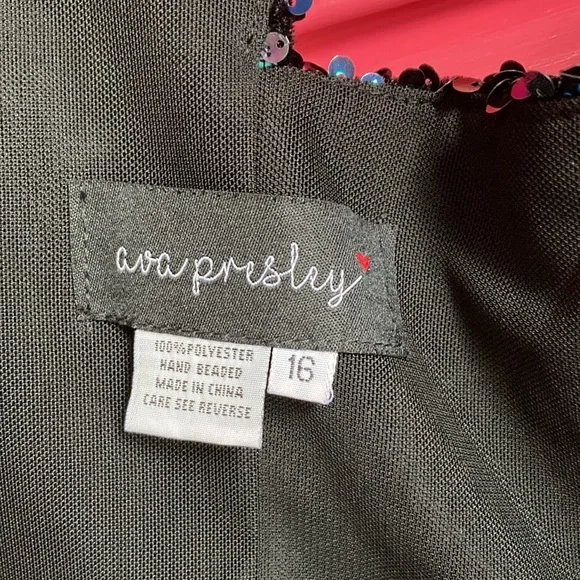 ava presley
100%POLYESTER
HAND BEADED
MADE IN CHINA
CARE SEE REVERSE
16